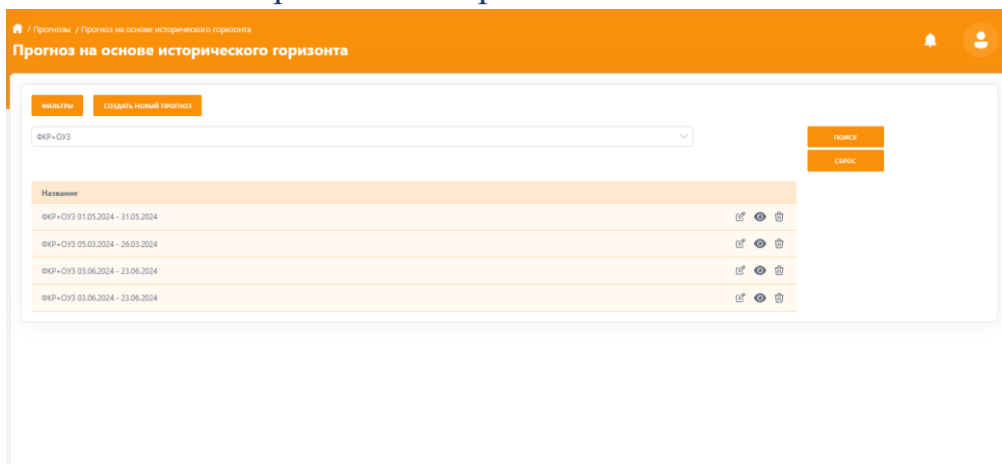 / Прогнозы / Прогноз на основе исторического горизонта
Прогноз на основе исторического горизонта
ФИЛЬТРЫ СОЗДАТЬ НОВЫЙ ПРОГНОЗ
ФКР+ОУЗ
ПОИСК
СБРОС
Название
ФКР+ОУЗ 01.05.2024 - 31.05.2024
ФКР+ОУЗ 05.03.2024 - 26.03.2024
ФКР+ОУЗ 03.06.2024 - 23.06.2024
ФКР+ОУЗ 03.06.2024 - 23.06.2024